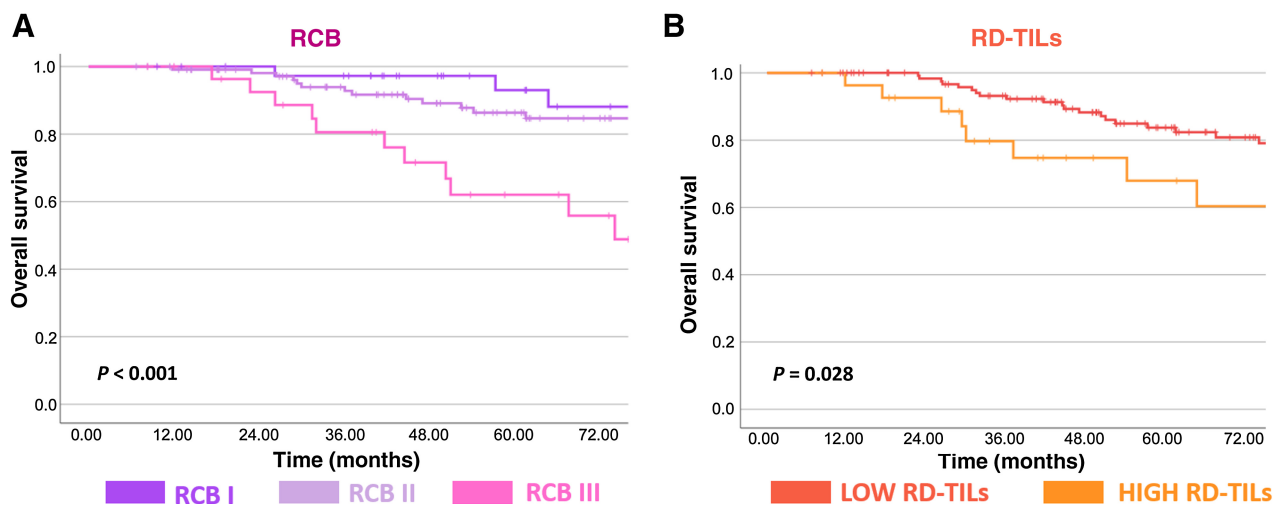 A
RCB
Overall survival
1.0
0.8
0.6
0.4
0.2
0.0
P < 0.001
0.00 12.00 24.00 36.00 48.00 60.00 72.00
Time (months)
RCB I RCB II RCB III
B
RD-TILs
Overall survival
1.0
0.8
0.6
0.4
0.2
0.0
P = 0.028
0.00 12.00 24.00 36.00 48.00 60.00 72.00
Time (months)
LOW RD-TILs HIGH RD-TILs